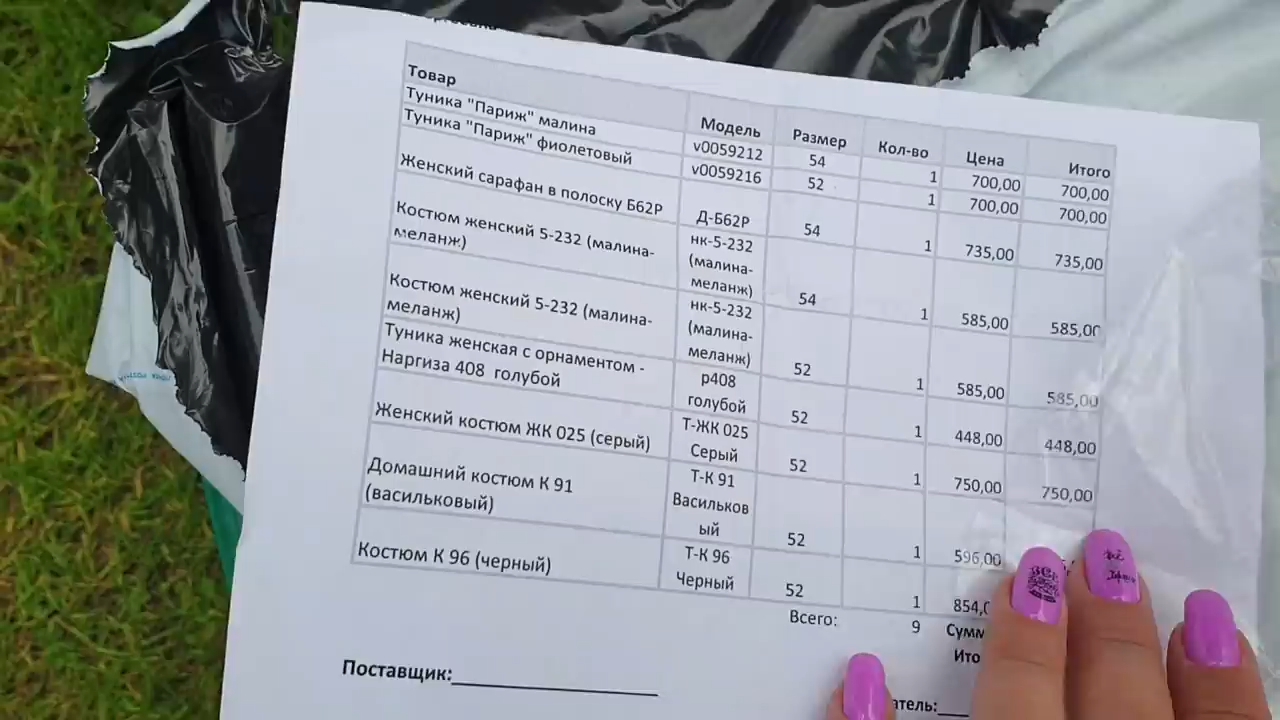 Товар Модель Размер Кол-во Цена Итого
Туника "Париж" малина v0059212 54 1 700,00 700,00
Туника "Париж" фиолетовый v0059216 52 1 700,00 700,00
Женский сарафан в полоску Б62Р Д-Б62Р 54 1 735,00 735,00
Костюм женский 5-232 (малина-
меланж)
нк-5-232
(малина-
меланж)
54 1 585,00 585,00
Костюм женский 5-232 (малина-
меланж)
нк-5-232
(малина-
меланж)
52 1 585,00 585,00
Туника женская с орнаментом -
Наргиза 408 голубой
р408
голубой
52 1 448,00 448,00
Женский костюм ЖК 025 (серый)
Т-ЖК 025
Серый
52 1 750,00 750,00
Домашний костюм К 91
(васильковый)
Т-К 91
Васильков
ый
52 1 596,00
Костюм К 96 (черный)
Т-К 96
Черный
52 1 854,0
Всего: 9 Сумм
Ито
Поставщик:
атель: